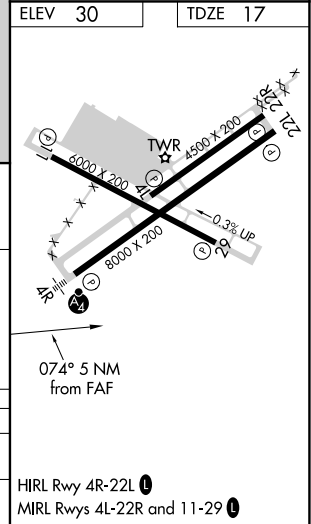 ELEV 30
TDZE 17
TWR
4500 X 200
22R
22L
P
P
P
11
6000 X 200
P
4L
0.3% UP
P
29
8000 X 200
P
4R
A4
074° 5 NM
from FAF
HIRL Rwy 4R-22L L
MIRL Rwys 4L-22R and 11-29 L